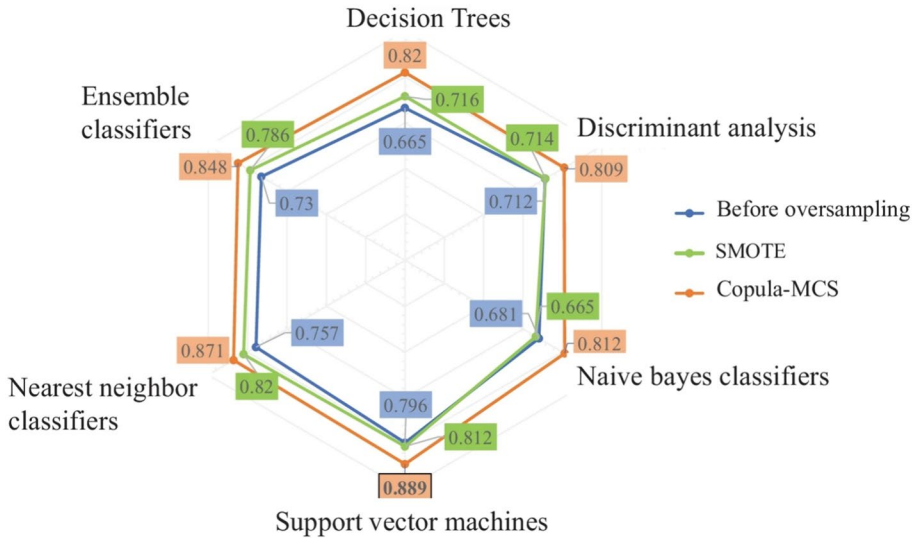 Decision Trees
0.82
Ensemble
classifiers
0.786
0.716
0.714
Discriminant analysis
0.665
0.848
0.809
0.73
0.712
Before oversampling
SMOTE
Copula-MCS
0.681
0.665
0.757
0.812
0.871
Nearest neighbor
classifiers
0.82
Naive bayes classifiers
0.796
0.812
0.889
Support vector machines